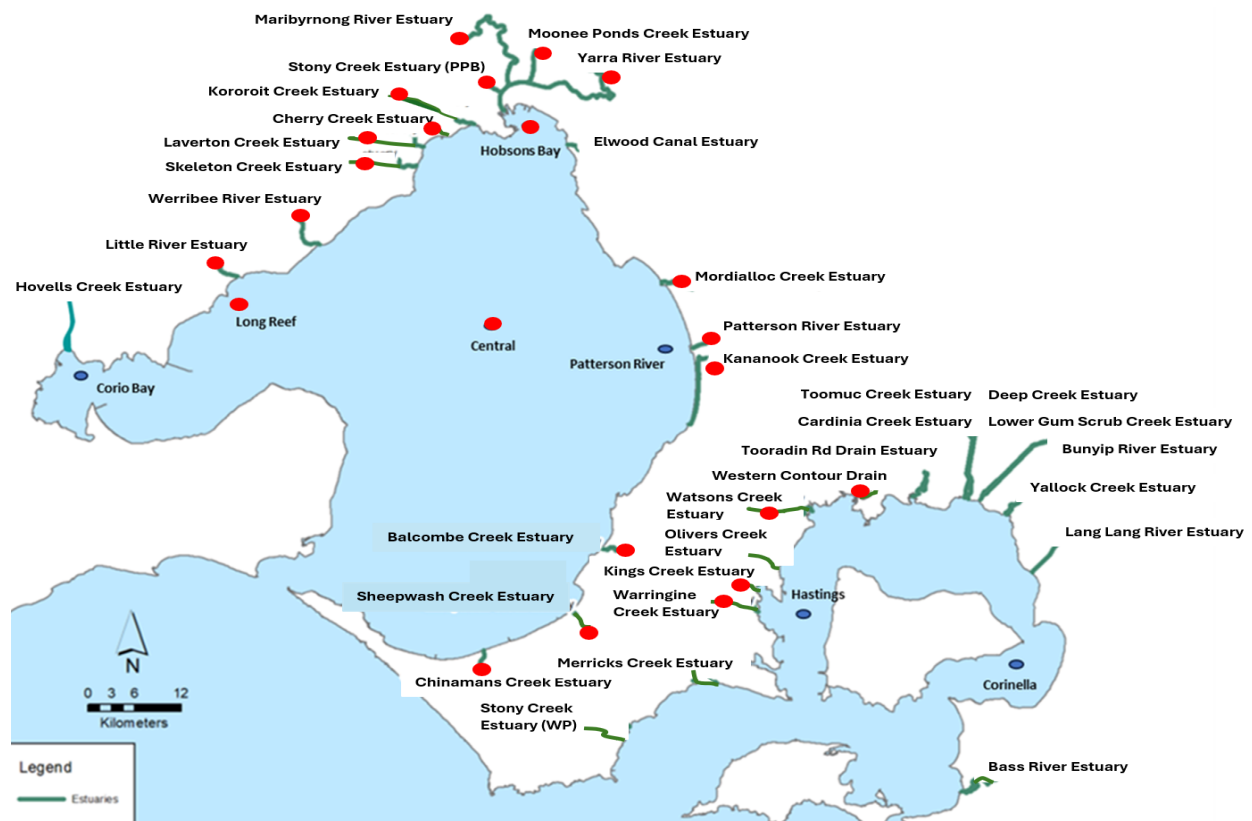 Maribyrnong River Estuary
Moonee Ponds Creek Estuary
Yarra River Estuary
Stony Creek Estuary (PPB)
Kororoit Creek Estuary
Cherry Creek Estuary
Laverton Creek Estuary
Hobsons Bay
Elwood Canal Estuary
Skeleton Creek Estuary
Werribee River Estuary
Little River Estuary
Hovells Creek Estuary
Mordialloc Creek Estuary
Long Reef
Central
Patterson River Estuary
Patterson River
Kananook Creek Estuary
Corio Bay
Toomuc Creek Estuary
Deep Creek Estuary
Cardinia Creek Estuary
Lower Gum Scrub Creek Estuary
Tooradin Rd Drain Estuary
Bunyip River Estuary
Western Contour Drain
Yallock Creek Estuary
Watsons Creek
Estuary
Lang Lang River Estuary
Olivers Creek
Estuary
Balcombe Creek Estuary
Kings Creek Estuary
Hastings
Sheepwash Creek Estuary
Warringine
Creek Estuary
Merricks Creek Estuary
Chinamans Creek Estuary
Corinella
Stony Creek
Estuary (WP)
N
0 3 6 12
Kilometers
Bass River Estuary
Legend
Estuaries